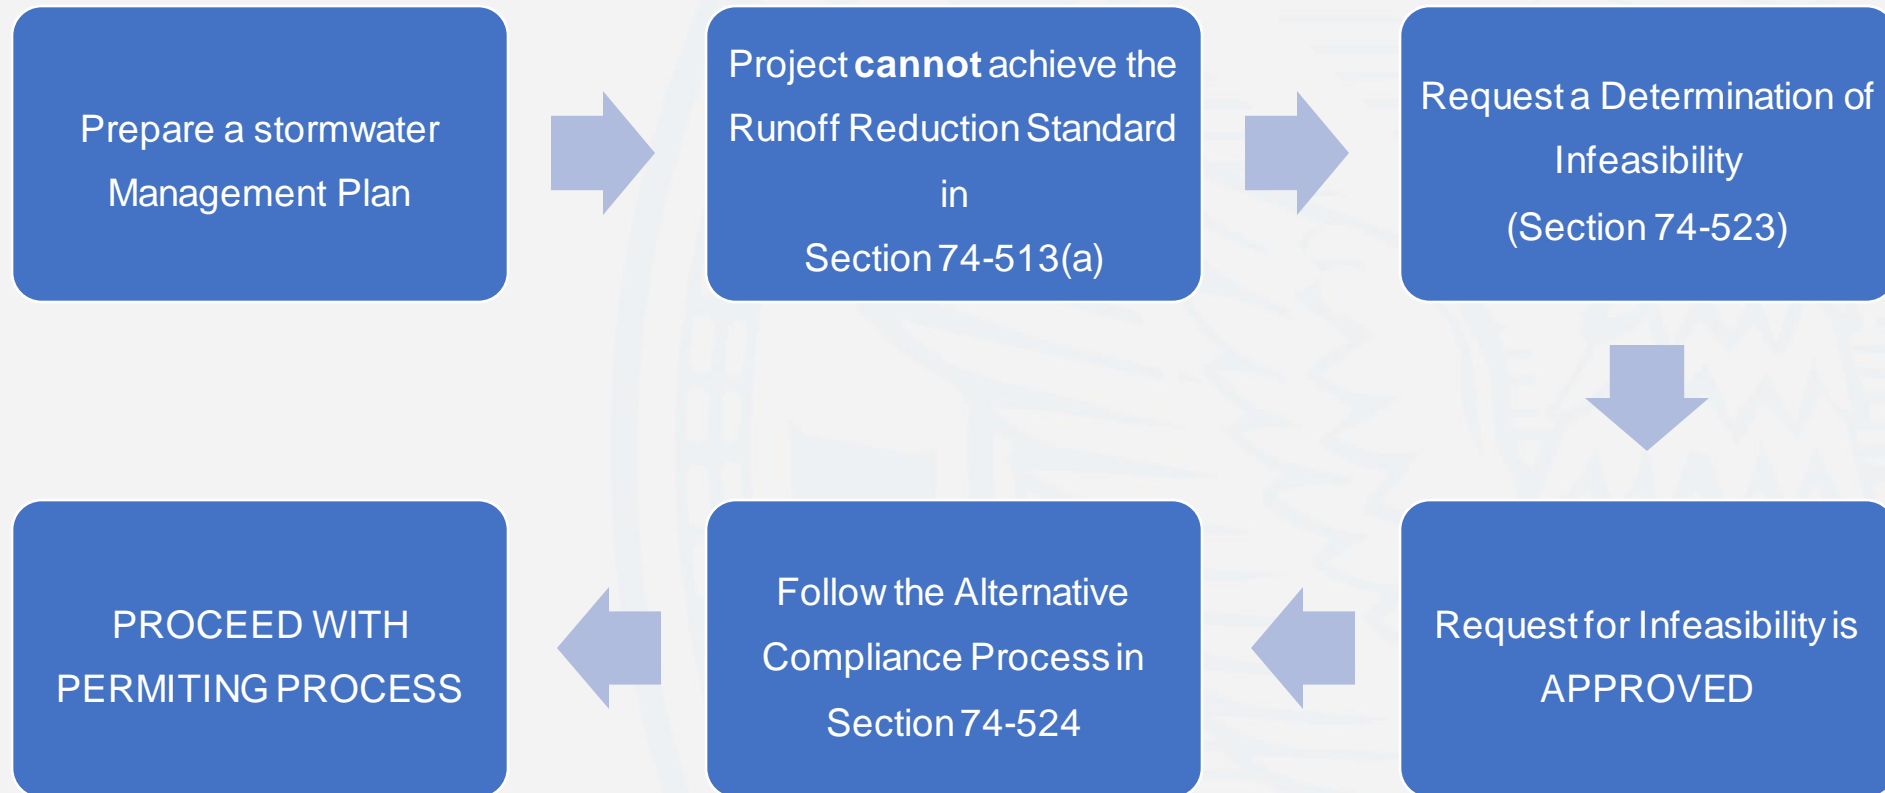 Prepare a stormwater
Management Plan
Project cannot achieve the
Runoff Reduction Standard
in
Section 74-513(a)
Request a Determination of
Infeasibility
(Section 74-523)
Request for Infeasibility is
APPROVED
Follow the Alternative
Compliance Process in
Section 74-524
PROCEED WITH
PERMITING PROCESS